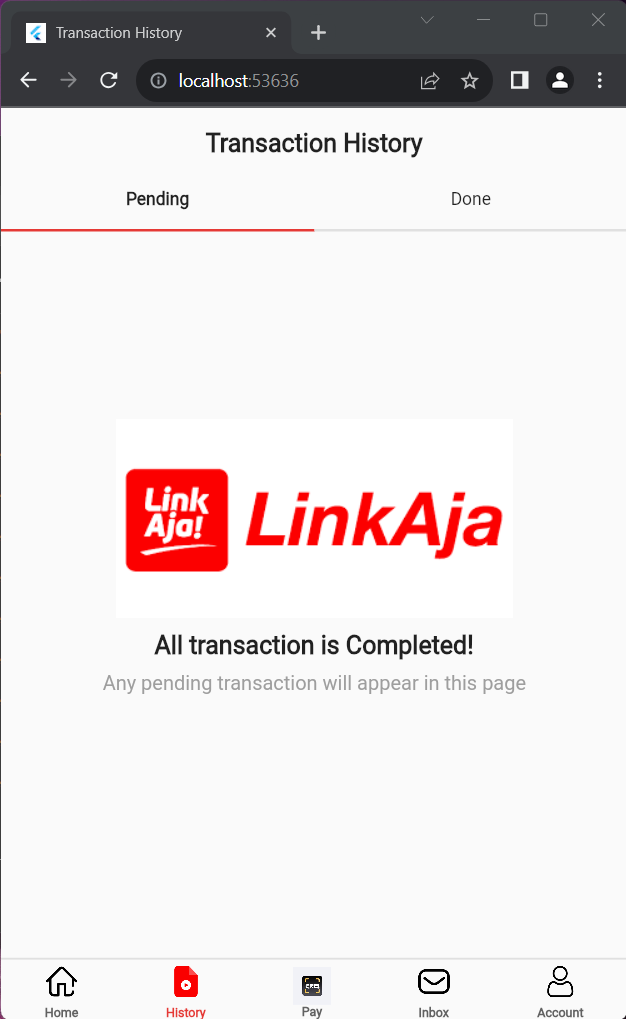 Transaction History
localhost:53636
Transaction History
Pending
Done
Link
Aja!
LinkAja
All transaction is Completed!
Any pending transaction will appear in this page
Home
History
Pay
Inbox
Account